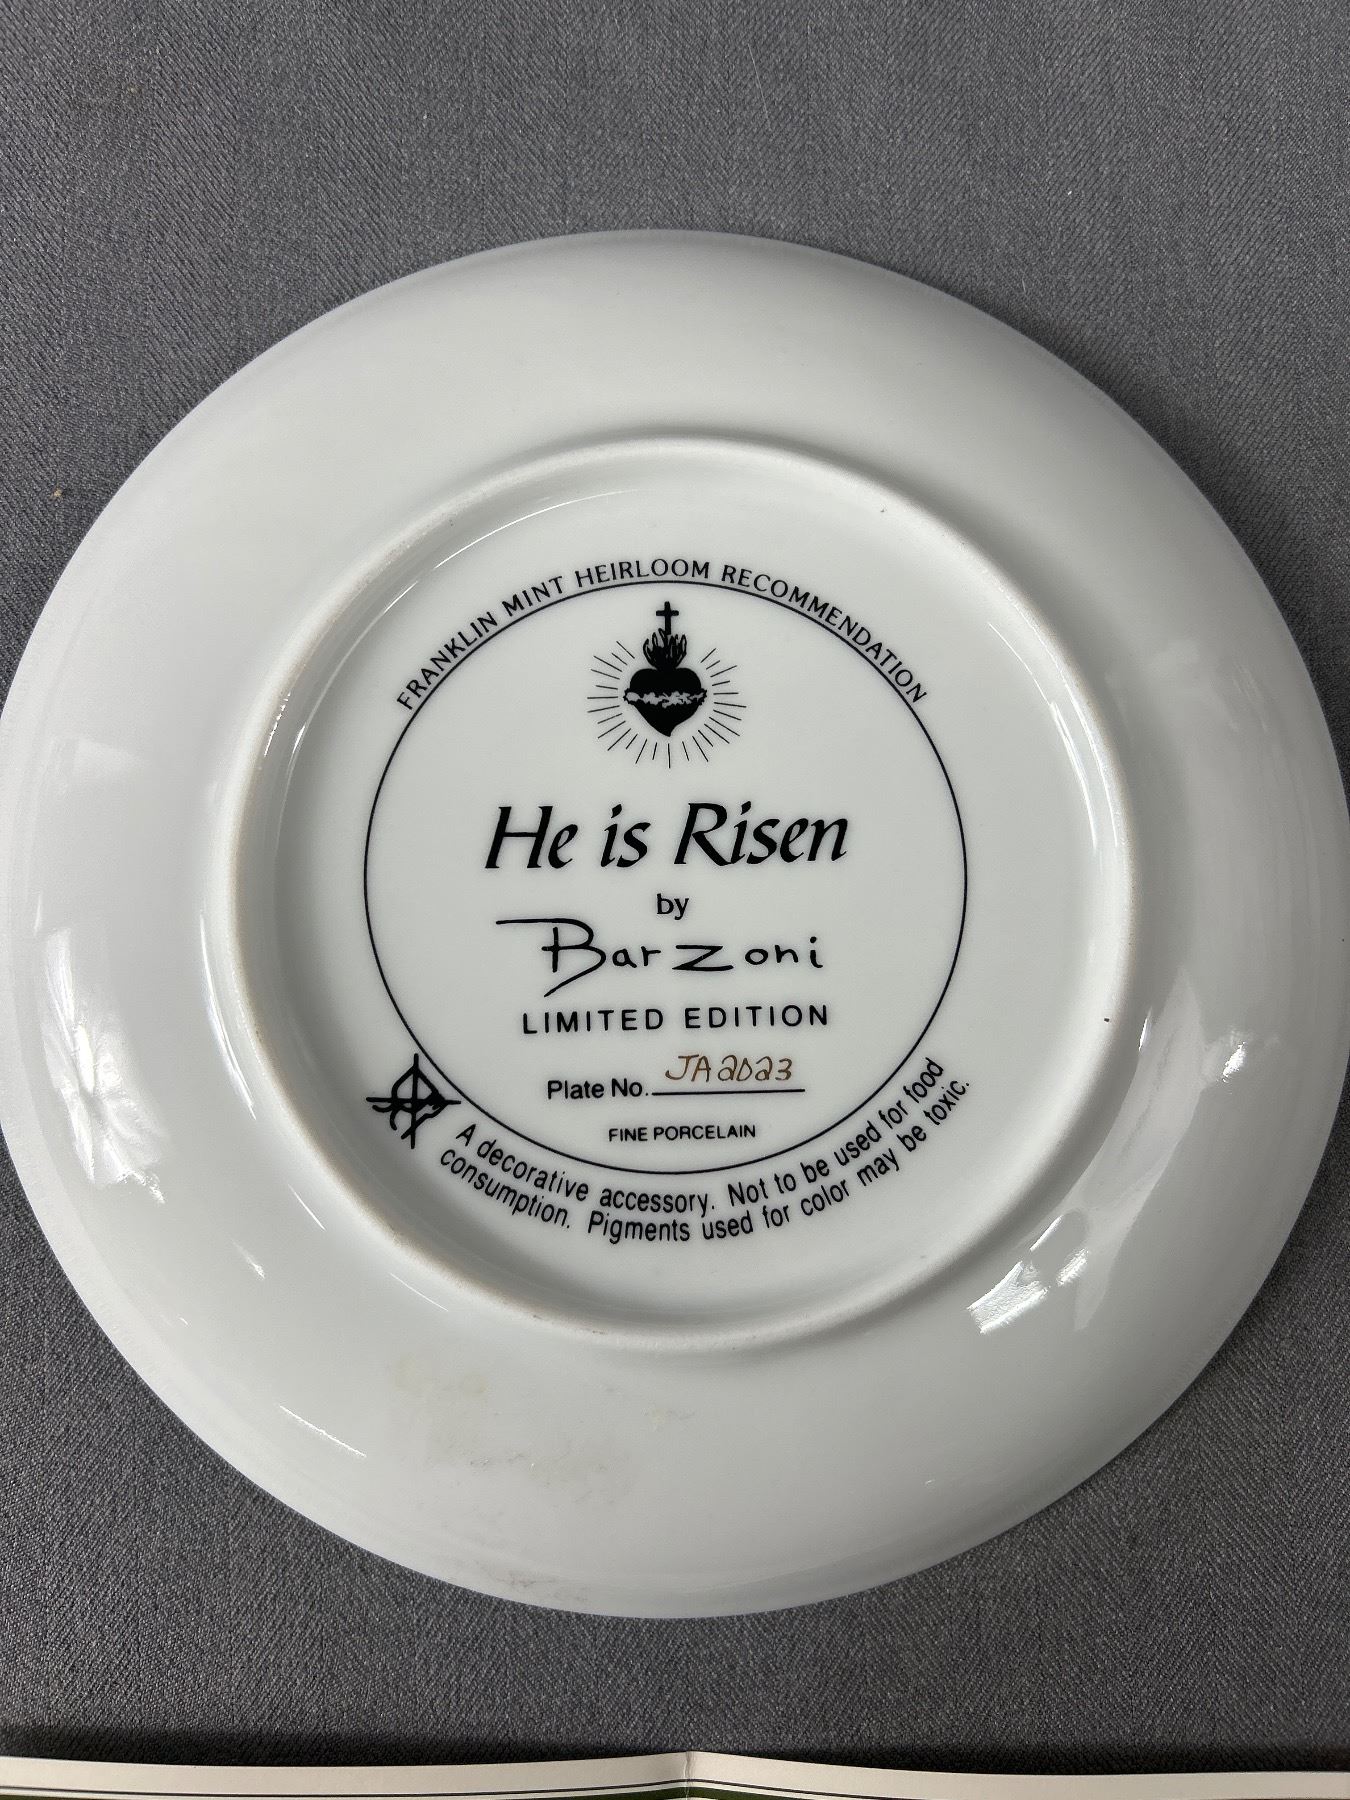 FRANKLIN MINT HEIRLOOM RECOMMENDATION
He is Risen
by
Barzoni
LIMITED EDITION
Plate No. JA2023
FINE PORCELAIN
A decorative accessory. Not to be used for food
consumption. Pigments used for color may be toxic.